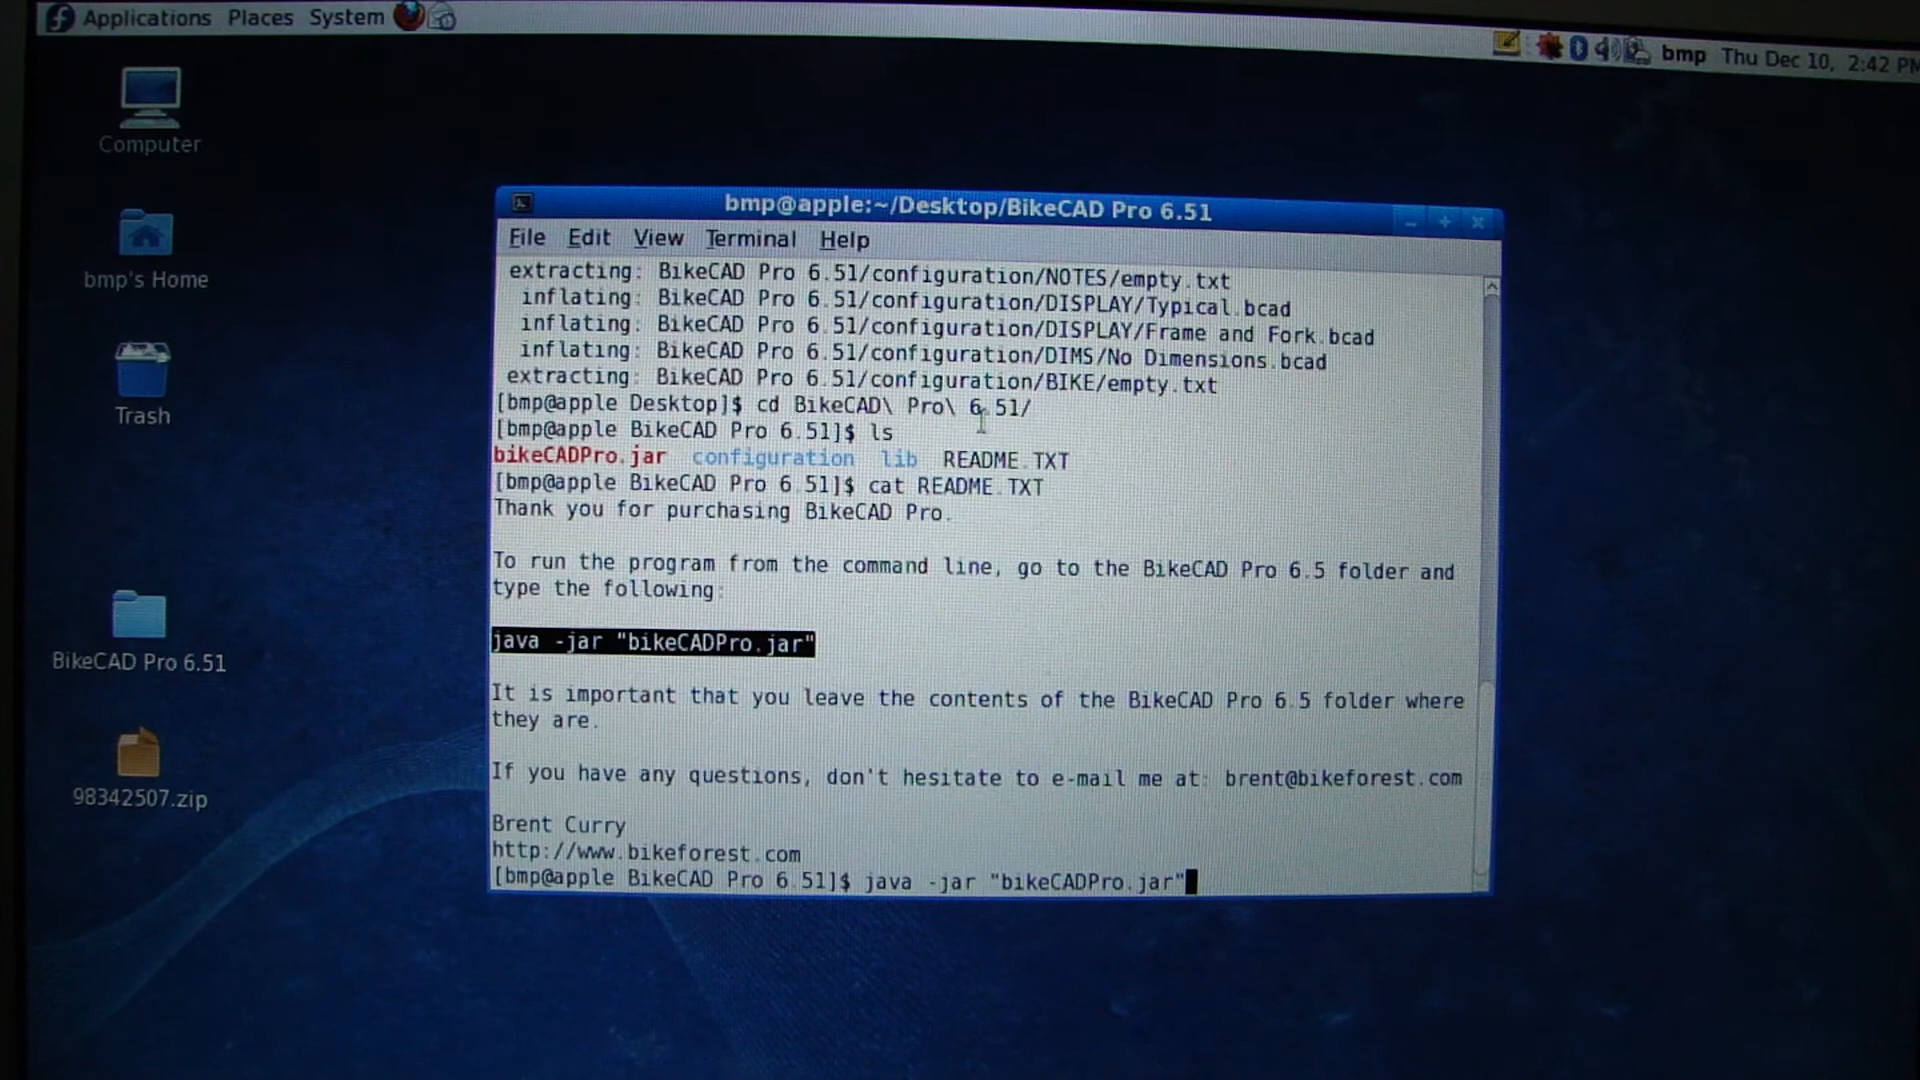 Applications Places System
bmp Thu Dec 10, 2:42 PM
Computer
bmp's Home
Trash
BikeCAD Pro 6.51
98342507.zip
bmp@apple:~/Desktop/BikeCAD Pro 6.51
File Edit View Terminal Help
extracting: BikeCAD Pro 6.51/configuration/NOTES/empty.txt
inflating: BikeCAD Pro 6.51/configuration/DISPLAY/Typical.bcad
inflating: BikeCAD Pro 6.51/configuration/DISPLAY/Frame and Fork.bcad
inflating: BikeCAD Pro 6.51/configuration/DIMS/No Dimensions.bcad
extracting: BikeCAD Pro 6.51/configuration/BIKE/empty.txt
[bmp@apple Desktop]$ cd BikeCAD\ Pro\ 6.51/
[bmp@apple BikeCAD Pro 6.51]$ ls
bikeCADPro.jar configuration lib README.TXT
[bmp@apple BikeCAD Pro 6.51]$ cat README.TXT
Thank you for purchasing BikeCAD Pro.
To run the program from the command line, go to the BikeCAD Pro 6.5 folder and
type the following:
java -jar "bikeCADPro.jar"
It is important that you leave the contents of the BikeCAD Pro 6.5 folder where
they are.
If you have any questions, don't hesitate to e-mail me at: brent@bikeforest.com
Brent Curry
http://www.bikeforest.com
[bmp@apple BikeCAD Pro 6.51]$ java -jar "bikeCADPro.jar"